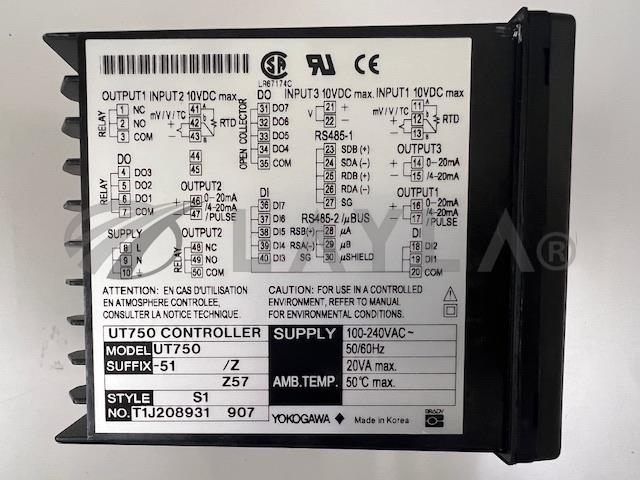 LR67174C
OUTPUT1
RELAY
1 NC
2 NO
3 COM
INPUT2 10VDC max.
mV/V/TC
41
42
43
RTD
44
45
DO
OPEN COLLECTOR
31 DO7
32 DO6
33 DO5
34 DO4
35 COM
INPUT3 10VDC max.
V
21 +
22 -
RS485-1
23 SDB (+)
24 SDA (-)
25 RDB (+)
26 RDA (-)
27 SG
INPUT1 10VDC max.
mV/V/TC
11
12
13
RTD
OUTPUT3
14 0-20mA
15 /4-20mA
DO
RELAY
4 DO3
5 DO2
6 DO1
7 COM
OUTPUT2
46 0-20mA
47 /4-20mA
/PULSE
DI
36 DI7
37 DI6
38 DI5
39 DI4
40 DI3
RS485-2 / µBUS
RSB(+) 28 µA
RSA(-) 29 µB
SG 30 µSHIELD
OUTPUT1
16 0-20mA
17 /4-20mA
/PULSE
DI
18 DI2
19 DI1
20 COM
SUPPLY
8 L
9 N
10
OUTPUT2
RELAY
48 NC
49 NO
50 COM
LAYLA®
ATTENTION: EN CAS D'UTILISATION
EN ATMOSPHERE CONTROLEE,
CONSULTER LA NOTICE TECHNIQUE.
CAUTION: FOR USE IN A CONTROLLED
ENVIRONMENT, REFER TO MANUAL
FOR ENVIRONMENTAL CONDITIONS.
UT750 CONTROLLER
MODEL UT750
SUFFIX -51 /Z
Z57
STYLE S1
NO. T1J208931 907
SUPPLY 100-240VAC~
50/60Hz
20VA max.
AMB.TEMP. 50°C max.
YOKOGAWA Made in Korea
BRADY